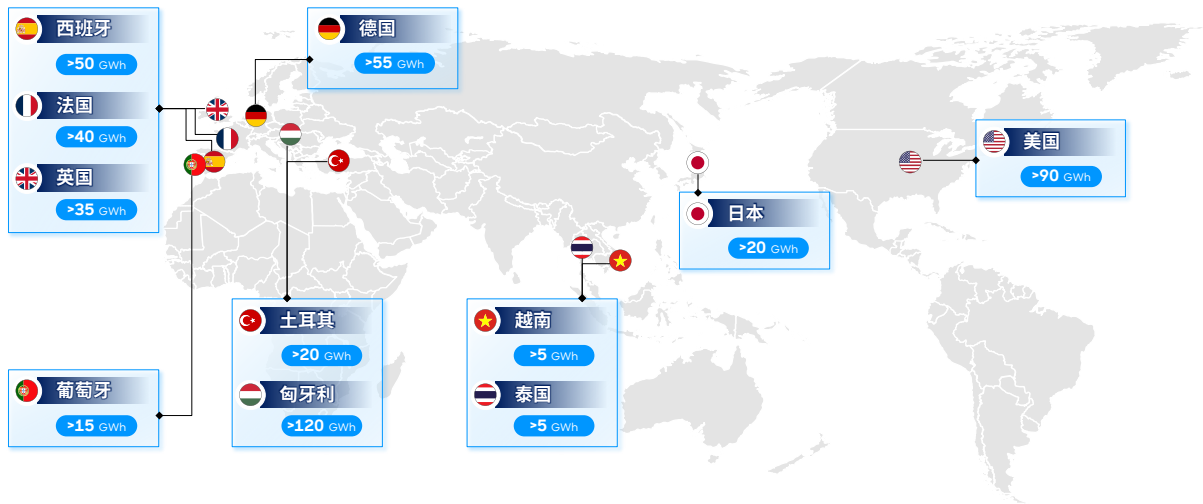 西班牙
>50 GWh
法国
>40 GWh
英国
>35 GWh
德国
>55 GWh
美国
>90 GWh
日本
>20 GWh
土耳其
>20 GWh
匈牙利
>120 GWh
越南
>5 GWh
泰国
>5 GWh
葡萄牙
>15 GWh